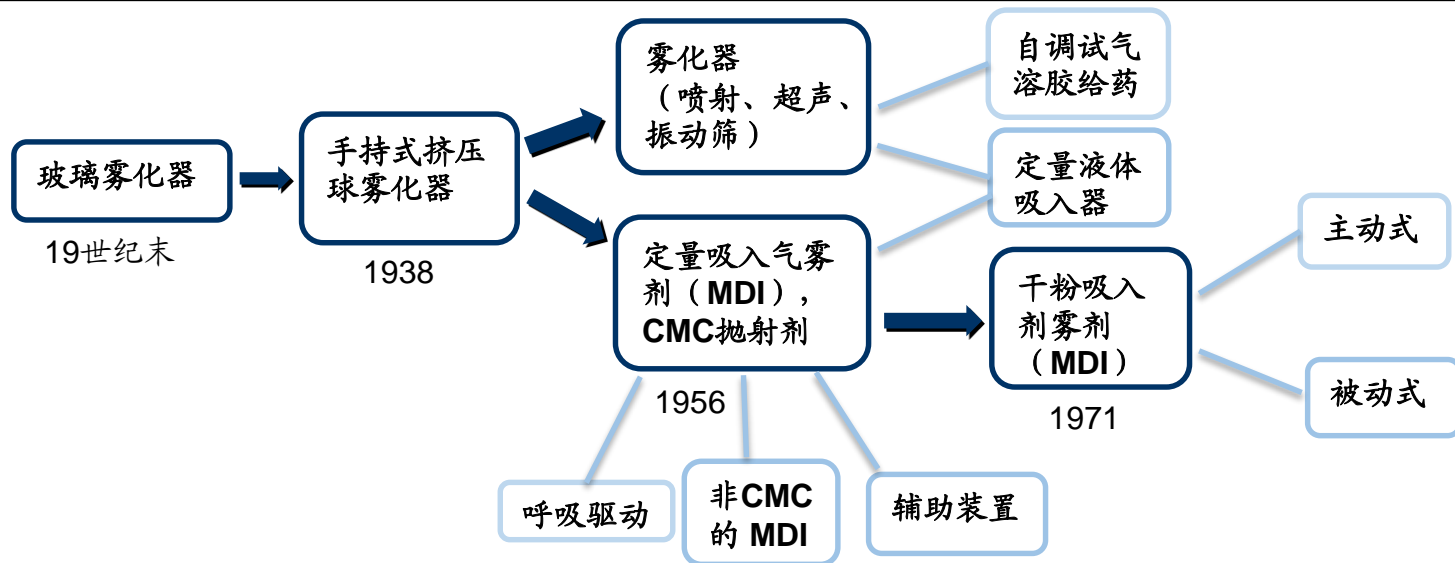 玻璃雾化器
19世纪末
手持式挤压
球雾化器
1938
雾化器
（喷射、超声、
振动筛）
自调试气
溶胶给药
定量液体
吸入器
定量吸入气雾
剂（MDI），
CMC抛射剂
1956
干粉吸入
剂雾剂
（MDI）
1971
主动式
被动式
呼吸驱动
非CMC
的 MDI
辅助装置